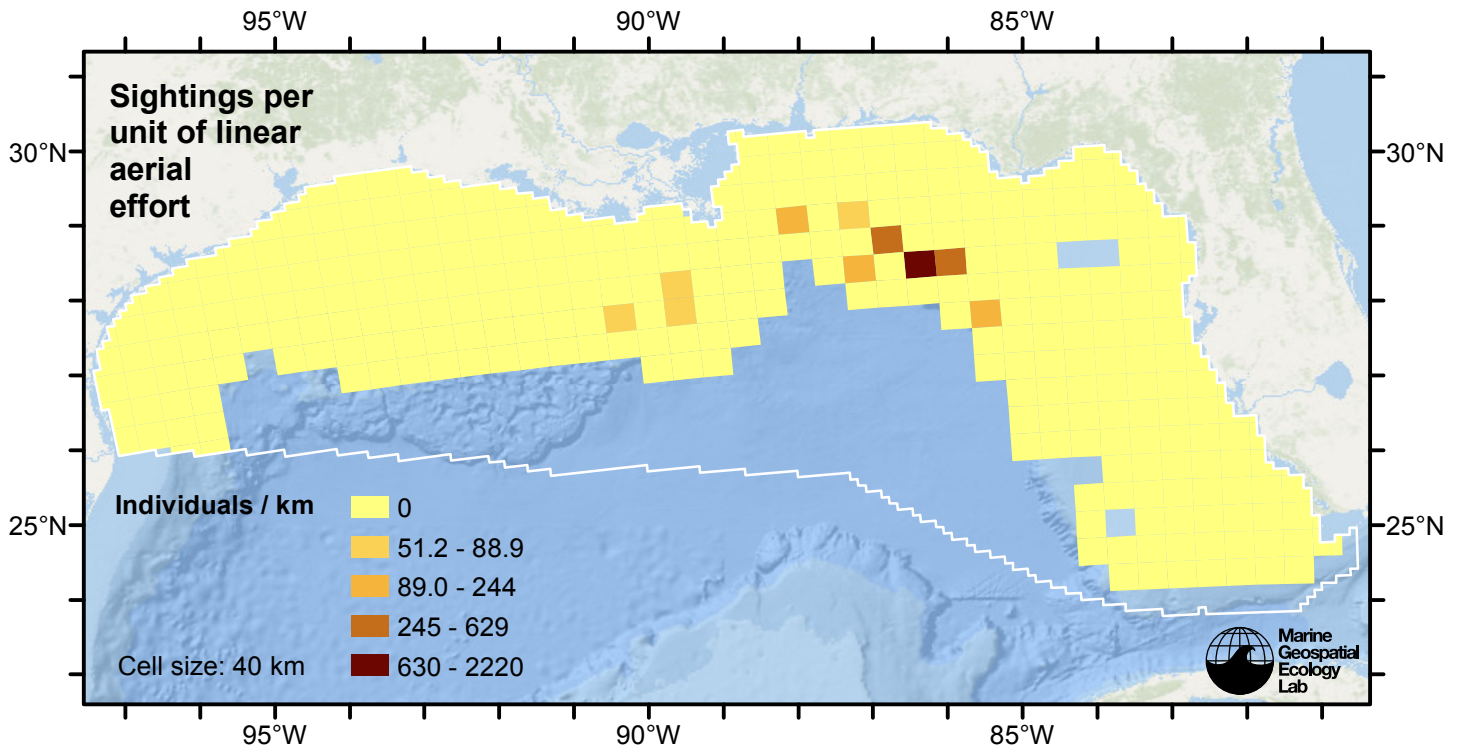 95°W
90°W
85°W
Sightings per
unit of linear
aerial
effort
30°N
30°N
Individuals / km
0
25°N
25°N
51.2 - 88.9
89.0 - 244
245 - 629
Cell size: 40 km
630 - 2220
Marine
Geospatial
Ecology
Lab
95°W
90°W
85°W